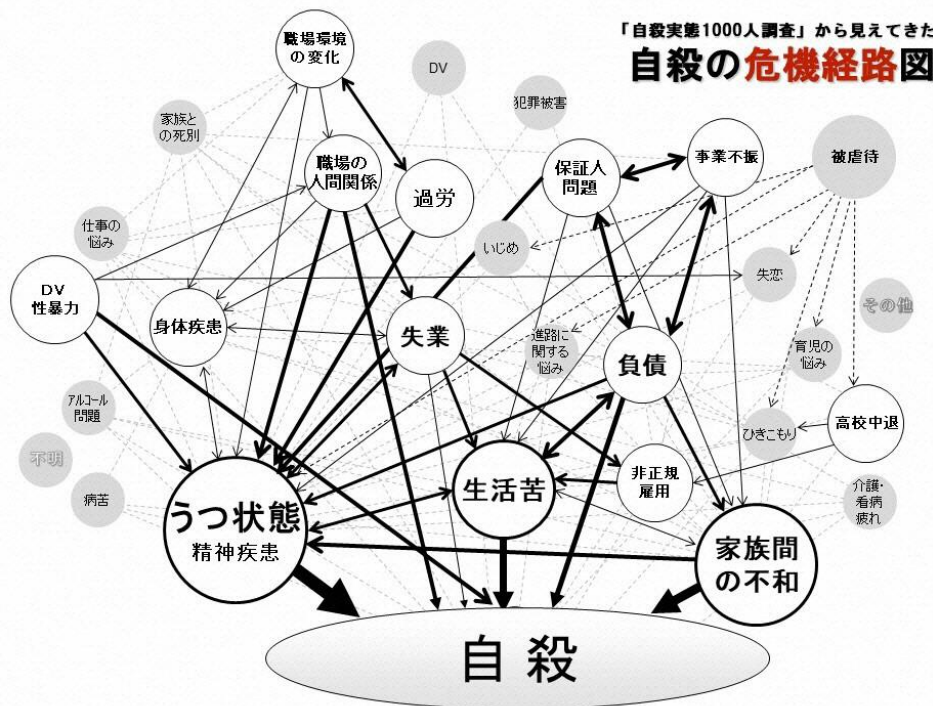 「自殺実態1000人調査」から見えてきた
自殺の危機経路図
職場環境
の変化
DV
犯罪被害
家族と
の死別
職場の
人間関係
過労
保証人
問題
事業不振
被虐待
仕事の
悩み
いじめ
失恋
DV
性暴力
その他
身体疾患
失業
進路に
関する
悩み
負債
育児の
悩み
アルコール
問題
ひきこもり
高校中退
不明
病苦
うつ状態
精神疾患
生活苦
非正規
雇用
介護・
看病
疲れ
家族間
の不和
自殺